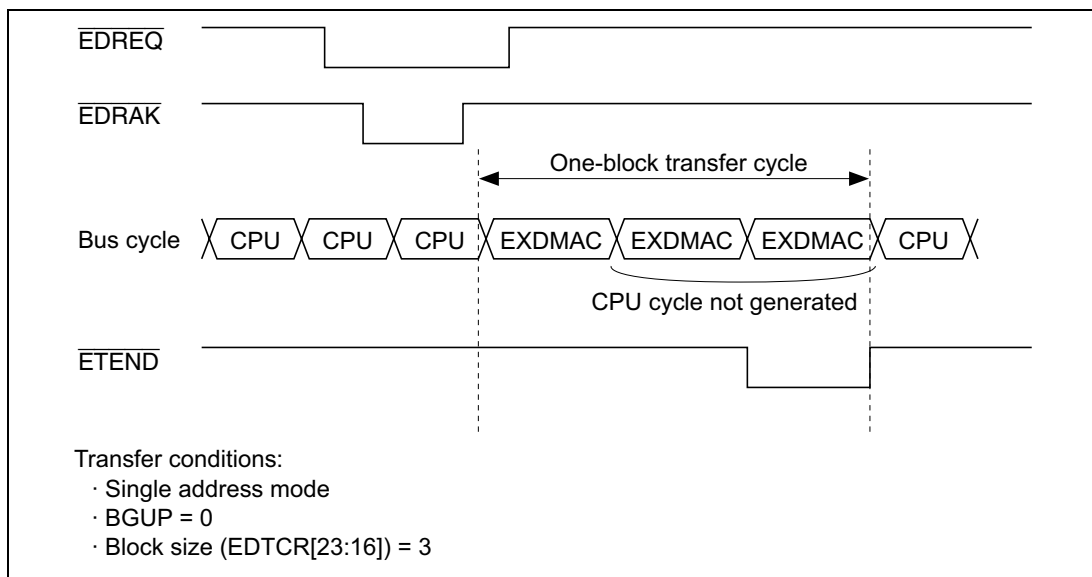 EDREQ
EDRAK
One-block transfer cycle
Bus cycle CPU CPU CPU EXDMAC EXDMAC EXDMAC CPU
CPU cycle not generated
ETEND
Transfer conditions:
· Single address mode
· BGUP = 0
· Block size (EDTCR[23:16]) = 3